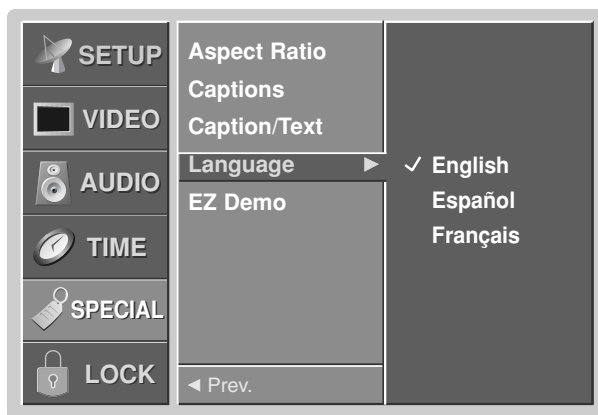 SETUP
VIDEO
AUDIO
TIME
SPECIAL
LOCK
Aspect Ratio
Captions
Caption/Text
Language ►
EZ Demo
◄ Prev.
✓ English
Español
Français